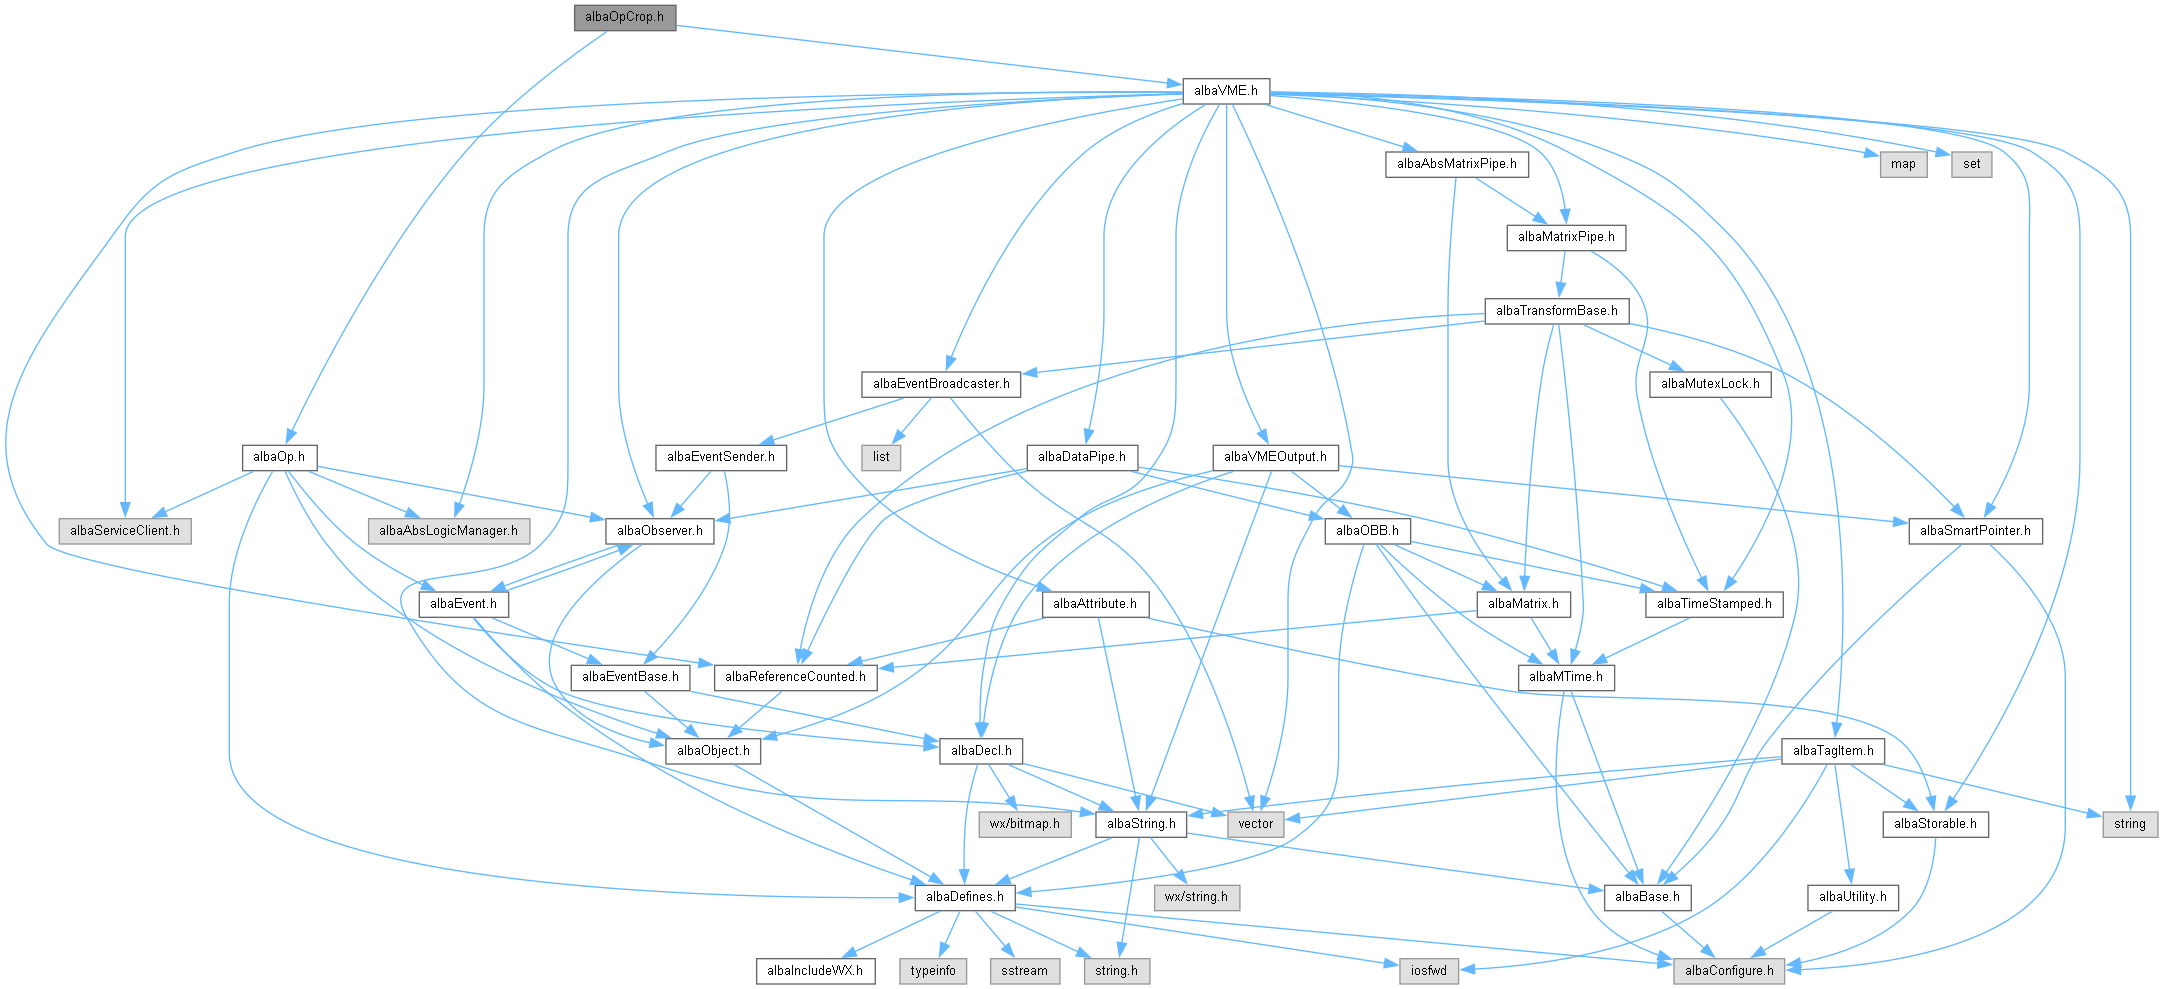 albaOpCrop.h
albaVME.h
albaAbsMatrixPipe.h
map
set
albaMatrixPipe.h
albaTransformBase.h
albaEventBroadcaster.h
albaMutexLock.h
albaOp.h
albaEventSender.h
list
albaDataPipe.h
albaVMEOutput.h
albaServiceClient.h
albaAbsLogicManager.h
albaObserver.h
albaOBB.h
albaSmartPointer.h
albaEvent.h
albaAttribute.h
albaMatrix.h
albaTimeStamped.h
albaEventBase.h
albaReferenceCounted.h
albaMTime.h
albaObject.h
albaDecl.h
albaTagItem.h
wx/bitmap.h
albaString.h
vector
albaStorable.h
string
albaDefines.h
wx/string.h
albaBase.h
albaUtility.h
albaIncludeWX.h
typeinfo
sstream
string.h
iosfwd
albaConfigure.h